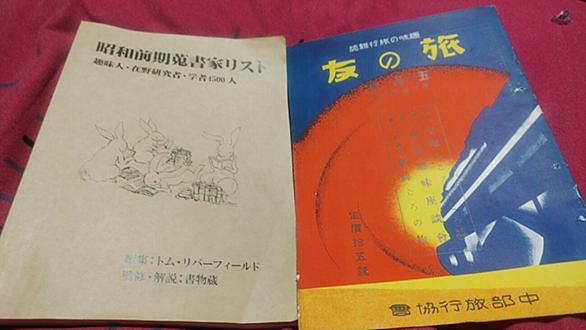 昭和前期蒐書家リスト
趣味人・在野研究者・学者4500人
編集:トム・リバーフィールド
監修・解説:書物蔵
誌雑行旅の味趣
友の旅
定價拾五錢
會協行旅部中